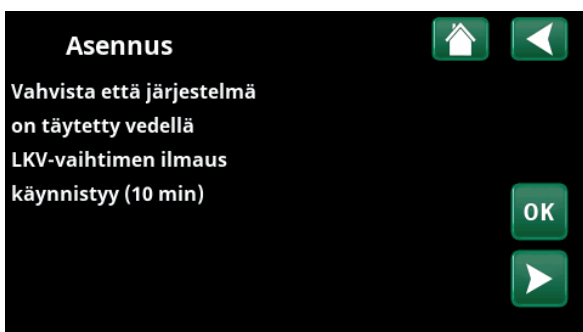 Asennus
Vahvista että järjestelmä
on täytetty vedellä
LKV-vaihtimen ilmaus
käynnistyy (10 min)
OK